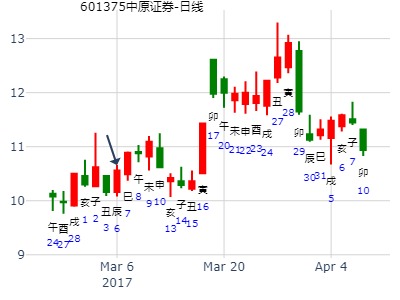 601375中原证券-日线
13
12
11
10
9
午
24
酉
27
戌
28
亥
1
子
2
丑
3
辰
6
巳
7
午
8
未
9
申
10
亥
13
子
14
丑
15
寅
16
卯
17
午
20
未
21
申
22
酉
23
戌
24
丑
27
寅
28
卯
29
辰
30
巳
31
戌
5
亥
6
子
7
卯
10
Mar 6
2017
Mar 20
Apr 4